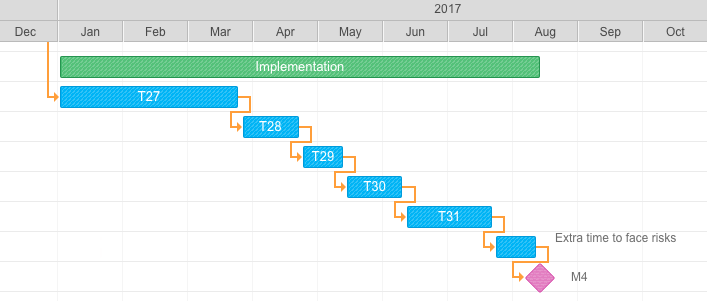 2017
Dec Jan Feb Mar Apr May Jun Jul Aug Sep Oct
Implementation
T27
T28
T29
T30
T31
Extra time to face risks
M4